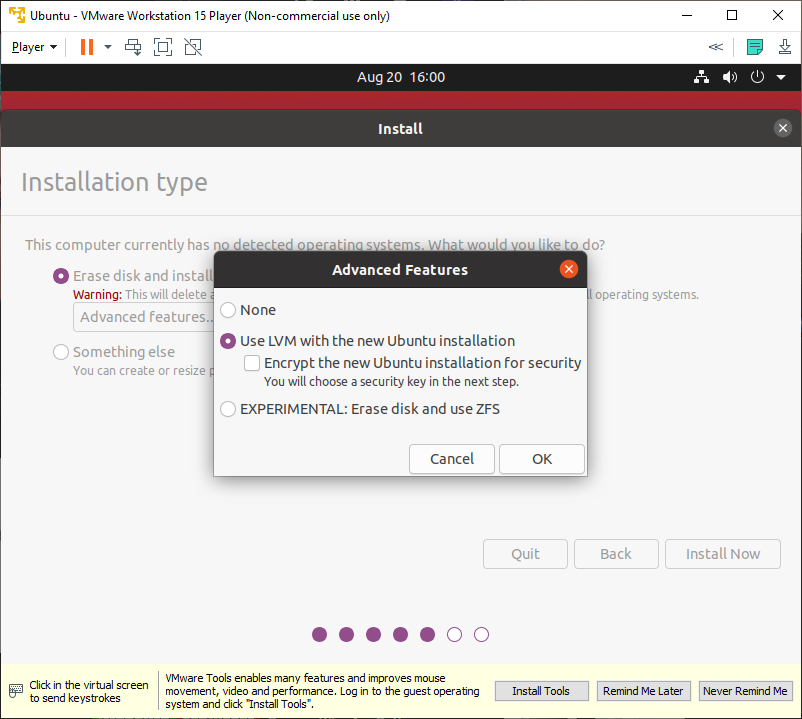 Ubuntu - VMware Workstation 15 Player (Non-commercial use only)
Player
Aug 20 16:00
Install
Installation type
This computer currently has no detected operating systems. What would you like to do?
Erase disk and install
Warning: This will delete
ll operating systems.
Advanced features...
Something else
You can create or resize
Advanced Features
None
Use LVM with the new Ubuntu installation
Encrypt the new Ubuntu installation for security
You will choose a security key in the next step.
EXPERIMENTAL: Erase disk and use ZFS
Cancel
OK
Quit
Back
Install Now
Click in the virtual screen
to send keystrokes
VMware Tools enables many features and improves mouse
movement, video and performance. Log in to the guest operating
system and click "Install Tools".
Install Tools
Remind Me Later
Never Remind Me